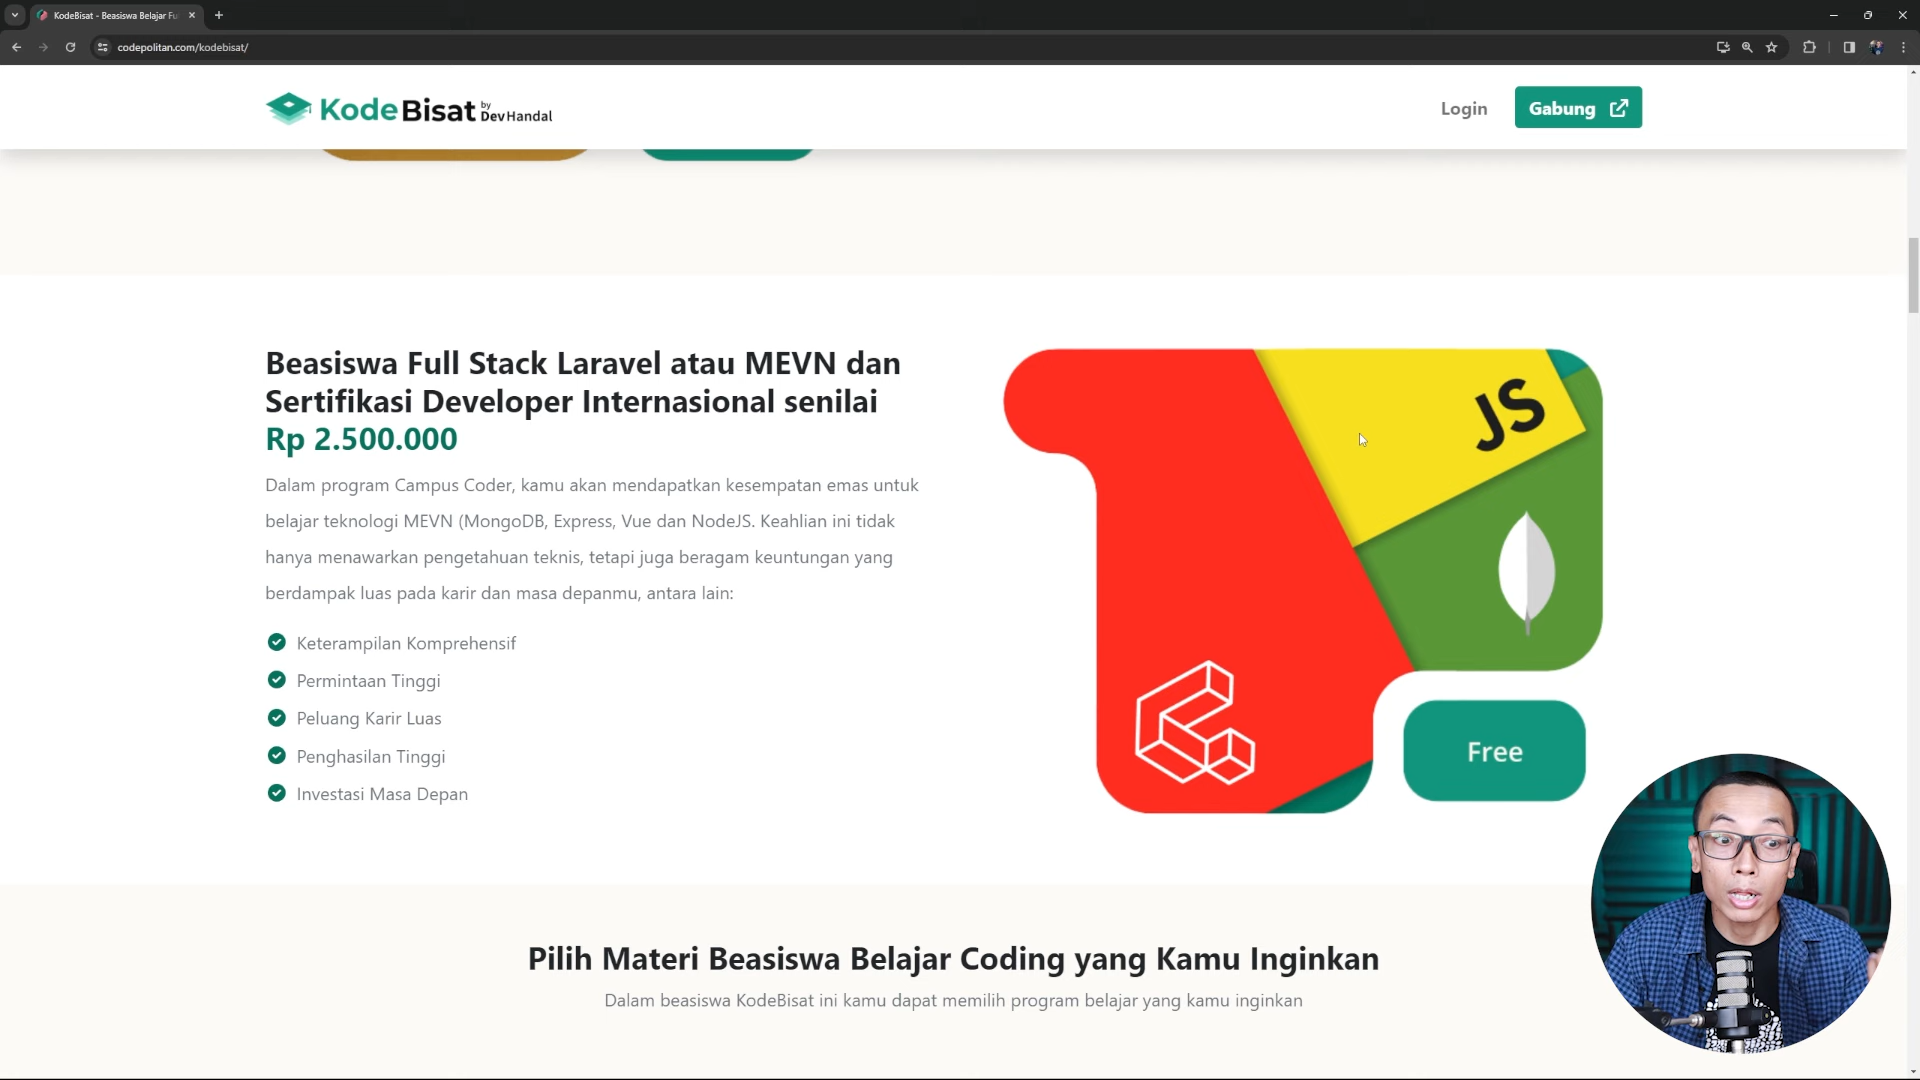 KodeBisat - Beasiswa Belajar Fu
codepolitan.com/kodebisat/
KodeBisat by DevHandal
Login
Gabung
Beasiswa Full Stack Laravel atau MEVN dan
Sertifikasi Developer Internasional senilai
Rp 2.500.000
Dalam program Campus Coder, kamu akan mendapatkan kesempatan emas untuk
belajar teknologi MEVN (MongoDB, Express, Vue dan NodeJS. Keahlian ini tidak
hanya menawarkan pengetahuan teknis, tetapi juga beragam keuntungan yang
berdampak luas pada karir dan masa depanmu, antara lain:
Keterampilan Komprehensif
Permintaan Tinggi
Peluang Karir Luas
Penghasilan Tinggi
Investasi Masa Depan
JS
Free
Pilih Materi Beasiswa Belajar Coding yang Kamu Inginkan
Dalam beasiswa KodeBisat ini kamu dapat memilih program belajar yang kamu inginkan